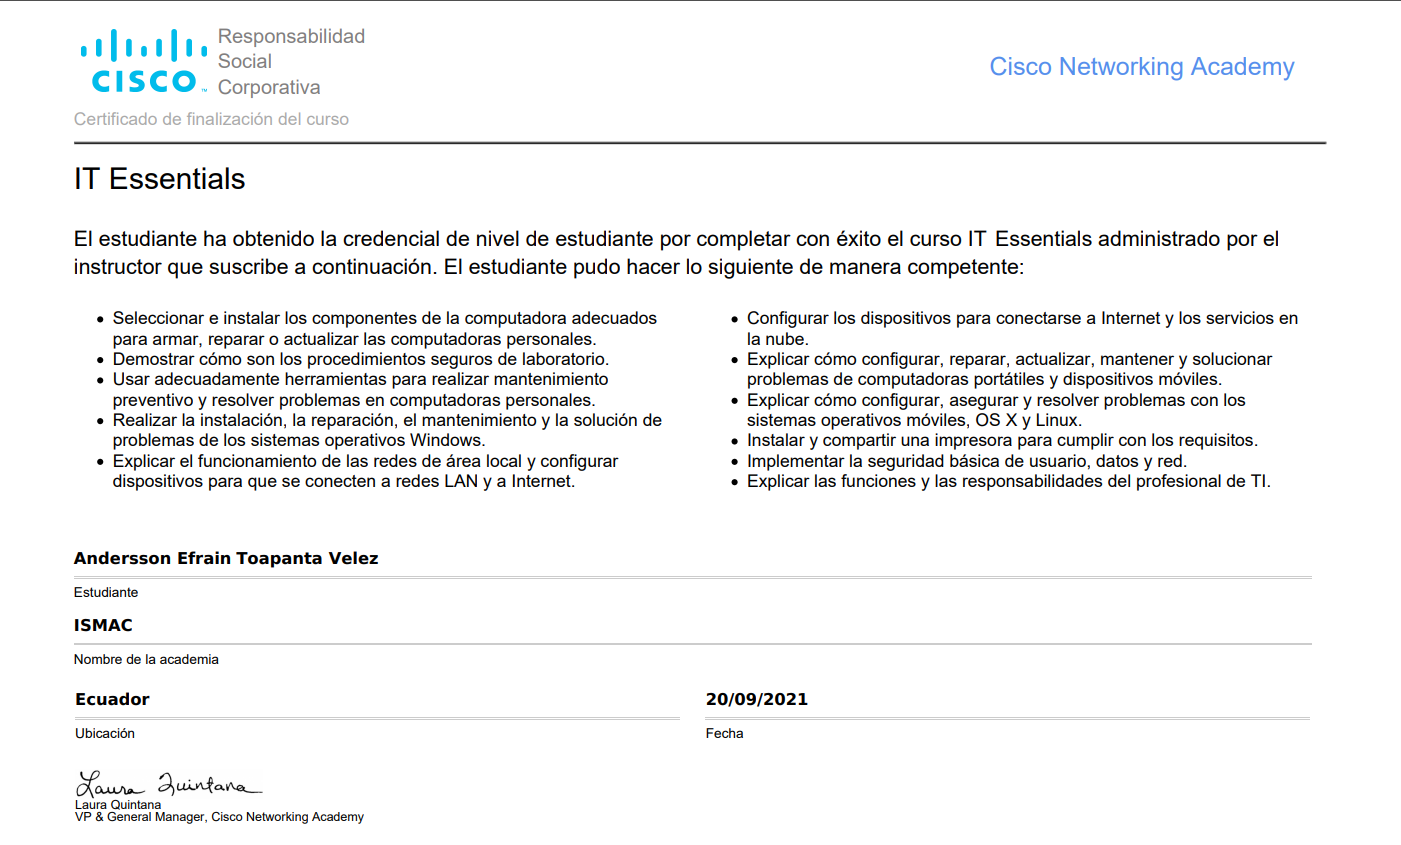 Responsabilidad
Social
Corporativa
CISCO™
Cisco Networking Academy
Certificado de finalización del curso
IT Essentials
El estudiante ha obtenido la credencial de nivel de estudiante por completar con éxito el curso IT Essentials administrado por el
instructor que suscribe a continuación. El estudiante pudo hacer lo siguiente de manera competente:
• Seleccionar e instalar los componentes de la computadora adecuados
para armar, reparar o actualizar las computadoras personales.
• Demostrar cómo son los procedimientos seguros de laboratorio.
• Usar adecuadamente herramientas para realizar mantenimiento
preventivo y resolver problemas en computadoras personales.
• Realizar la instalación, la reparación, el mantenimiento y la solución de
problemas de los sistemas operativos Windows.
• Explicar el funcionamiento de las redes de área local y configurar
dispositivos para que se conecten a redes LAN y a Internet.
• Configurar los dispositivos para conectarse a Internet y los servicios en
la nube.
• Explicar cómo configurar, reparar, actualizar, mantener y solucionar
problemas de computadoras portátiles y dispositivos móviles.
• Explicar cómo configurar, asegurar y resolver problemas con los
sistemas operativos móviles, OS X y Linux.
• Instalar y compartir una impresora para cumplir con los requisitos.
• Implementar la seguridad básica de usuario, datos y red.
• Explicar las funciones y las responsabilidades del profesional de TI.
Andersson Efrain Toapanta Velez
Estudiante
ISMAC
Nombre de la academia
Ecuador
Ubicación
20/09/2021
Fecha
Laura Quintana
Laura Quintana
VP & General Manager, Cisco Networking Academy